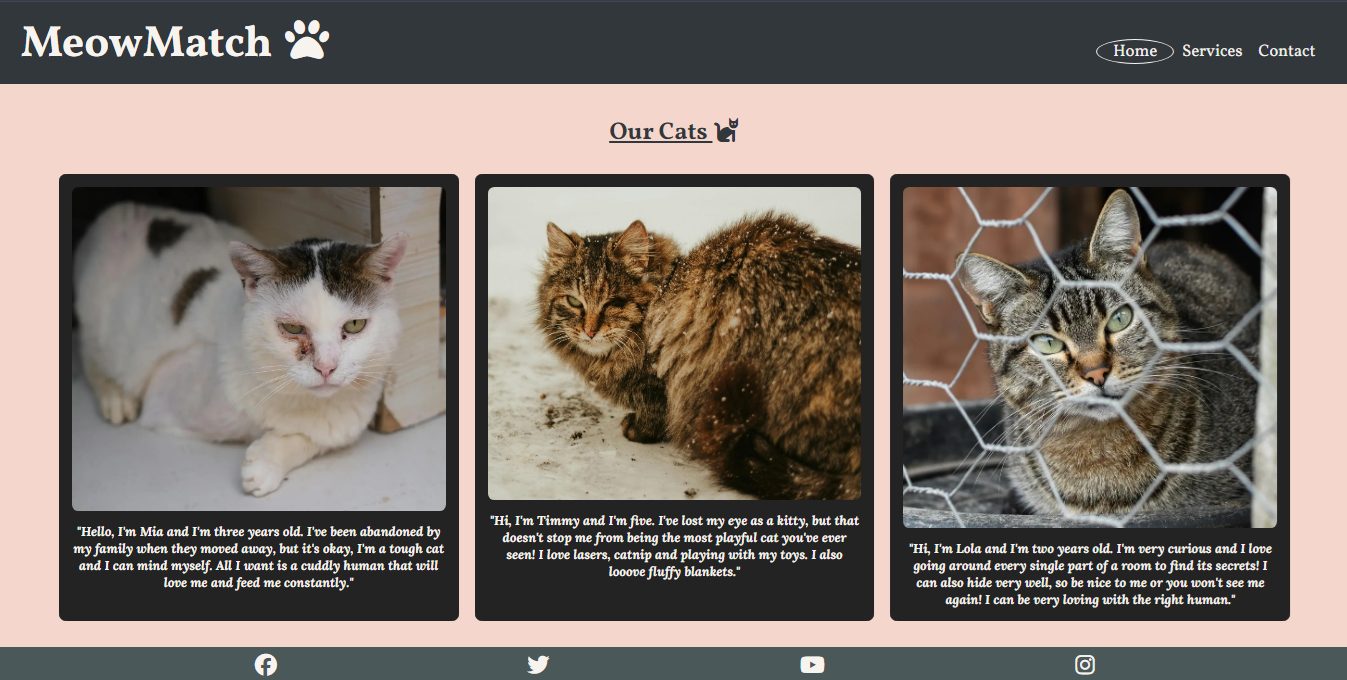 MeowMatch
Home Services Contact
Our Cats
"Hello, I'm Mia and I'm three years old. I've been abandoned by
my family when they moved away, but it's okay, I'm a tough cat
and I can mind myself. All I want is a cuddly human that will
love me and feed me constantly."
"Hi, I'm Timmy and I'm five. I've lost my eye as a kitty, but that
doesn't stop me from being the most playful cat you've ever
seen! I love lasers, catnip and playing with my toys. I also
looove fluffy blankets."
"Hi, I'm Lola and I'm two years old. I'm very curious and I love
going around every single part of a room to find its secrets! I
can also hide very well, so be nice to me or you won't see me
again! I can be very loving with the right human."